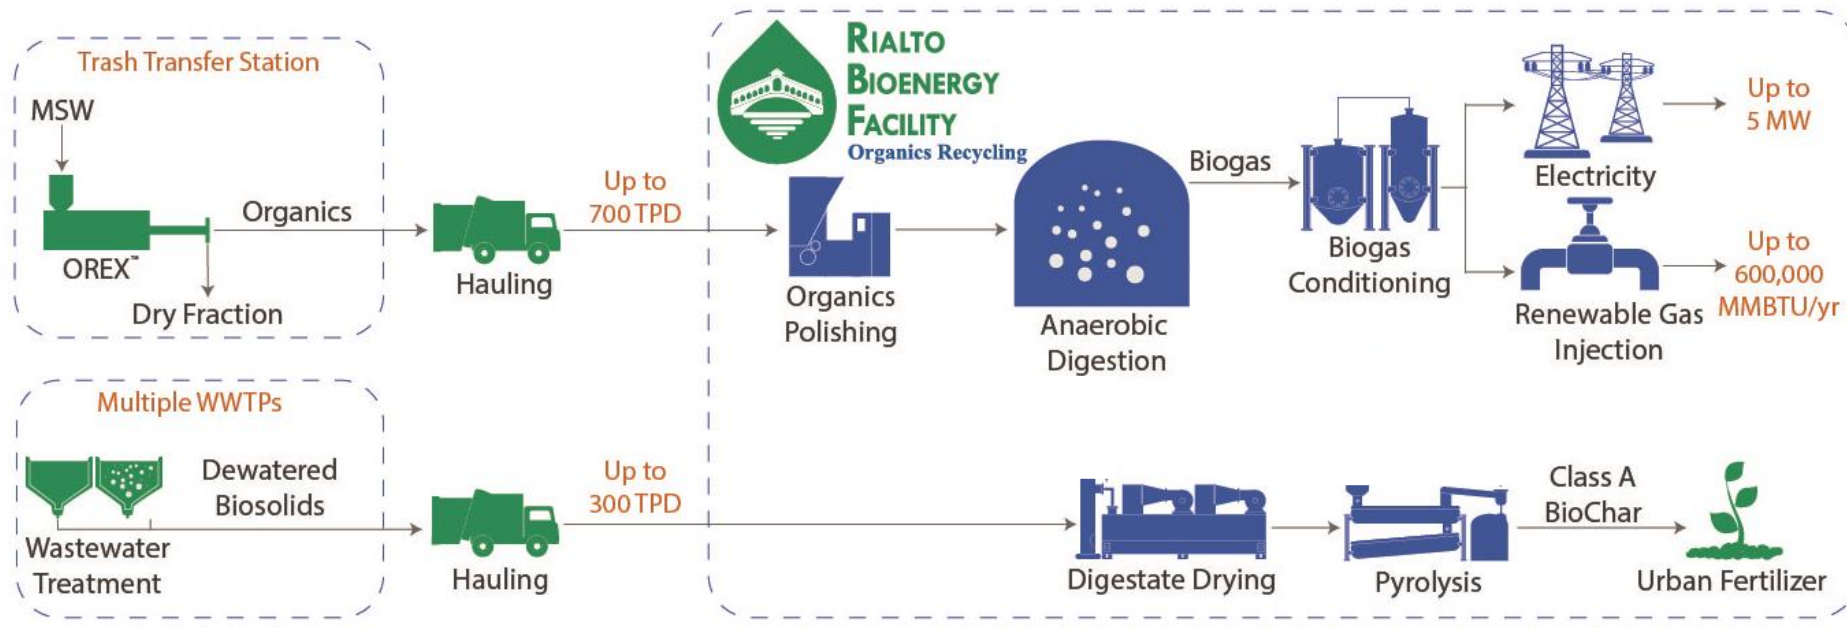 Trash Transfer Station
MSW
OREX™
Organics
Dry Fraction
Hauling
Up to
700 TPD
RIALTO
BIOENERGY
FACILITY
Organics Recycling
Organics
Polishing
Anaerobic
Digestion
Biogas
Biogas
Conditioning
Electricity
Up to
5 MW
Renewable Gas
Injection
Up to
600,000
MMBTU/yr
Multiple WWTPs
Wastewater
Treatment
Dewatered
Biosolids
Hauling
Up to
300 TPD
Digestate Drying
Pyrolysis
Class A
BioChar
Urban Fertilizer